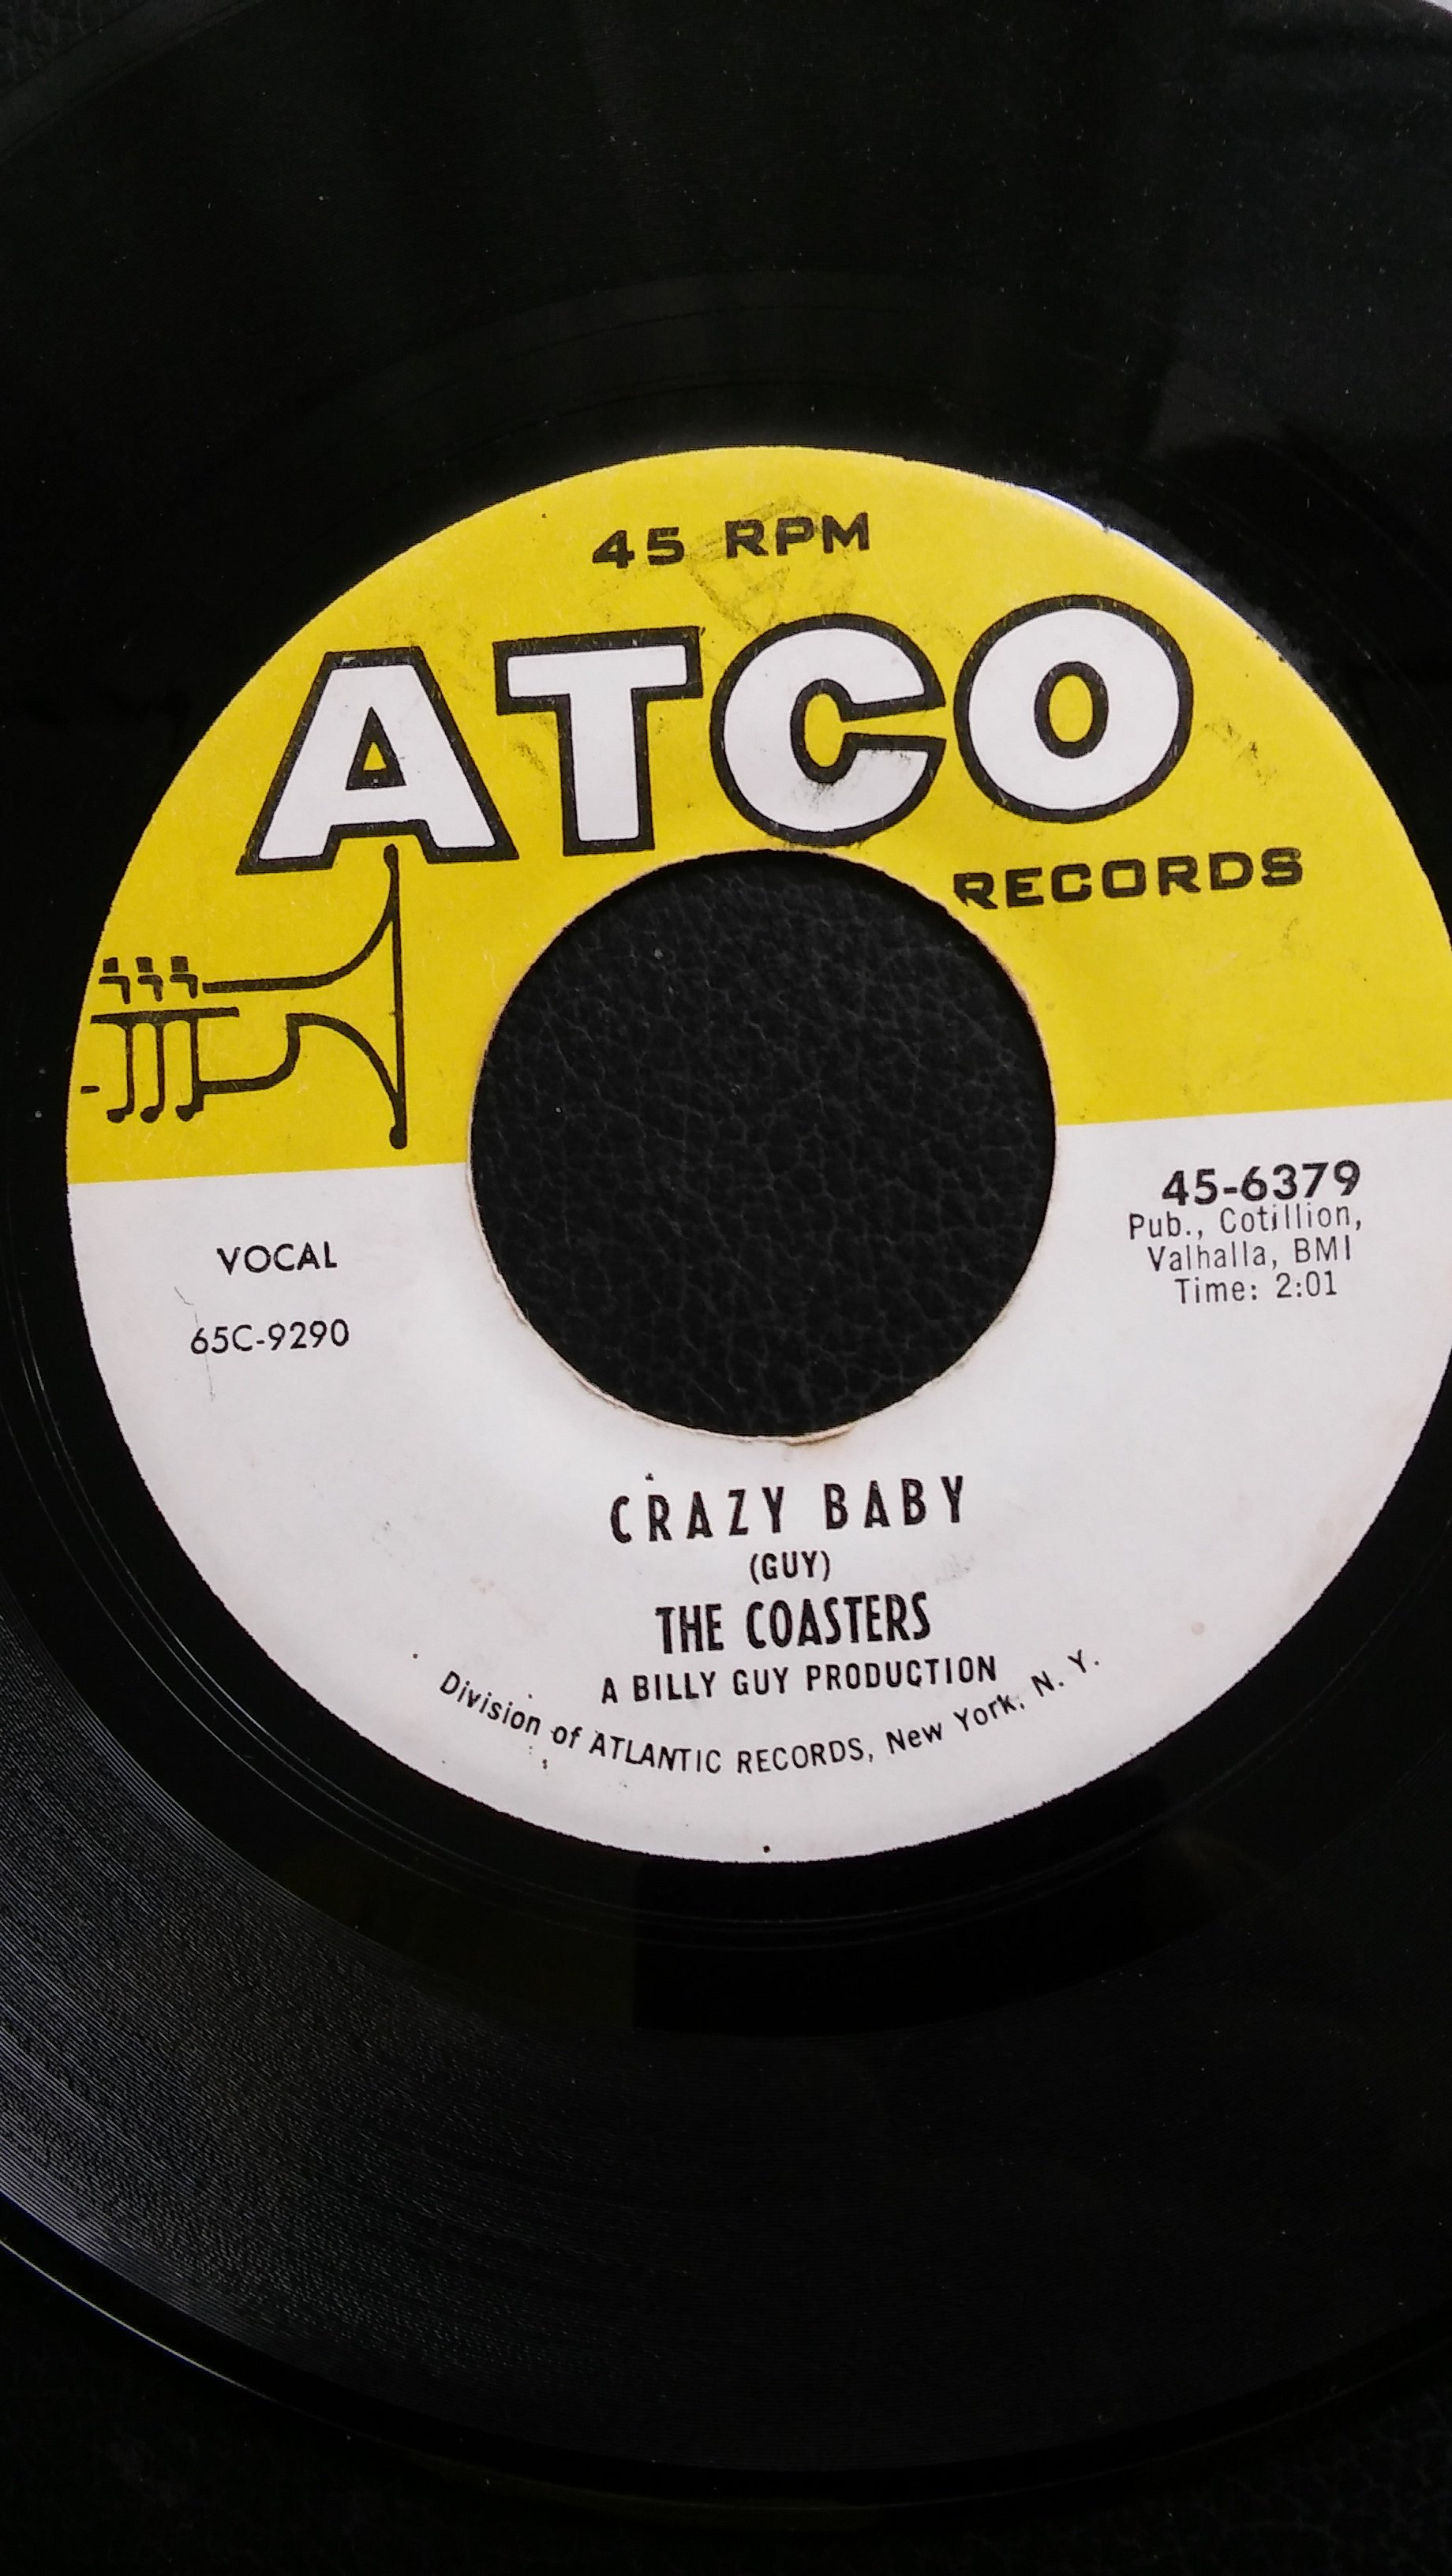 45 RPM
ATCO
RECORDS
45-6379
Pub., Cotillion,
Valhalla, BMI
Time: 2:01
VOCAL
65C-9290
CRAZY BABY
(GUY)
THE COASTERS
A BILLY GUY PRODUCTION
Division of ATLANTIC RECORDS, New York, N. Y.